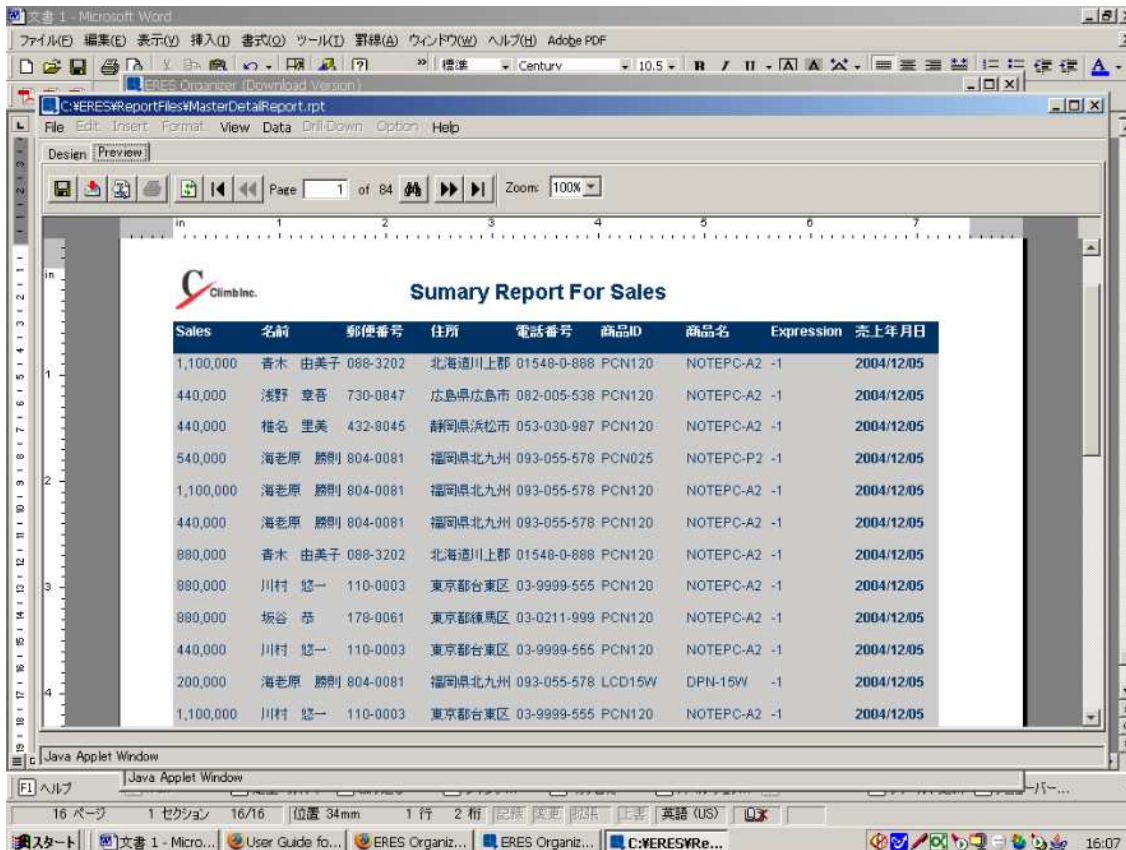 文書 1 - Microsoft Word
ファイル(F) 編集(E) 表示(V) 挿入(I) 書式(O) ツール(T) 罫線(A) ウィンドウ(W) ヘルプ(H) Adobe PDF
標準 Century 10.5 B I U A A A
ERES Organizer (Download Version)
C:¥ERES¥ReportFiles¥MasterDetalReport.rpt
File Edit Insert Format View Data Drill-Down Option Help
Design Preview
Page 1 of 84 Zoom: 100%
in 1 2 3 4 5 6 7
in
1
2
3
4
C Climb Inc.
Sumary Report For Sales
Sales 名前 郵便番号 住所 電話番号 商品ID 商品名 Expression 売上年月日
1,100,000 青木 由美子 088-3202 北海道川上郡 01548-0-888 PCN120 NOTEPC-A2 -1 2004/12/05
440,000 浅野 章吾 730-0847 広島県広島市 082-005-538 PCN120 NOTEPC-A2 -1 2004/12/05
440,000 椎名 里美 432-8045 静岡県浜松市 053-030-987 PCN120 NOTEPC-A2 -1 2004/12/05
540,000 海老原 勝則 804-0081 福岡県北九州 093-055-578 PCN025 NOTEPC-P2 -1 2004/12/05
1,100,000 海老原 勝則 804-0081 福岡県北九州 093-055-578 PCN120 NOTEPC-A2 -1 2004/12/05
440,000 海老原 勝則 804-0081 福岡県北九州 093-055-578 PCN120 NOTEPC-A2 -1 2004/12/05
880,000 青木 由美子 088-3202 北海道川上郡 01548-0-888 PCN120 NOTEPC-A2 -1 2004/12/05
880,000 川村 悠一 110-0003 東京都台東区 03-9999-555 PCN120 NOTEPC-A2 -1 2004/12/05
880,000 坂谷 恭 178-0061 東京都練馬区 03-0211-999 PCN120 NOTEPC-A2 -1 2004/12/05
440,000 川村 悠一 110-0003 東京都台東区 03-9999-555 PCN120 NOTEPC-A2 -1 2004/12/05
200,000 海老原 勝則 804-0081 福岡県北九州 093-055-578 LCD15W DPN-15W -1 2004/12/05
1,100,000 川村 悠一 110-0003 東京都台東区 03-9999-555 PCN120 NOTEPC-A2 -1 2004/12/05
Java Applet Window
Java Applet Window
F1 ヘルプ
16 ページ 1 セクション 16/16 位置 34mm 1 行 2 桁 記録 変更 拡張 上書 英語 (US)
スタート 文書 1 - Micro... User Guide fo... ERES Organiz... ERES Organiz... C:¥ERES¥Re... 16:07